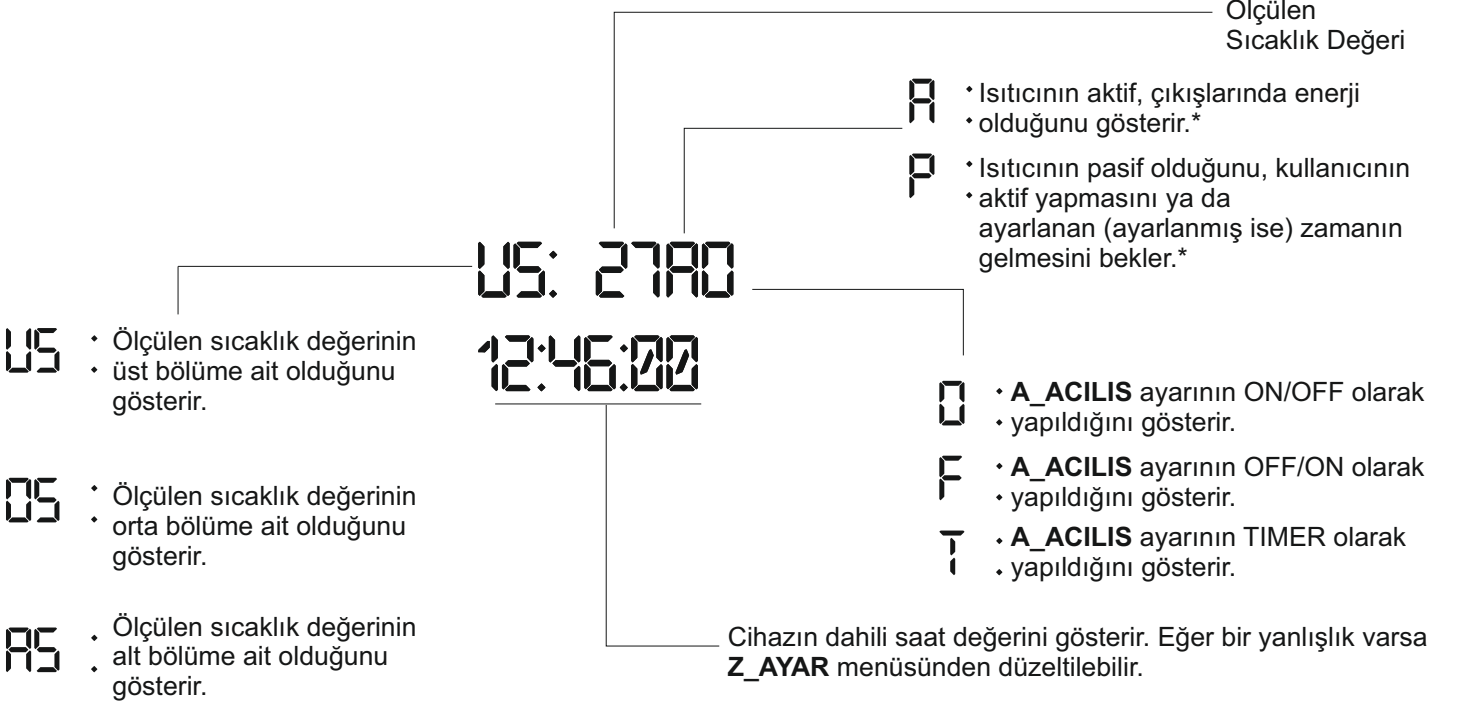 Ölçülen
Sıcaklık Değeri
A
Isıtıcının aktif, çıkışlarında enerji
olduğunu gösterir.*
P
Isıtıcının pasif olduğunu, kullanıcının
aktif yapmasını ya da
ayarlanan (ayarlanmış ise) zamanın
gelmesini bekler.*
US: 27AO
12:46:00
US
Ölçülen sıcaklık değerinin
üst bölüme ait olduğunu
gösterir.
OS
Ölçülen sıcaklık değerinin
orta bölüme ait olduğunu
gösterir.
AS
Ölçülen sıcaklık değerinin
alt bölüme ait olduğunu
gösterir.
O
A_ACILIS ayarının ON/OFF olarak
yapıldığını gösterir.
F
A_ACILIS ayarının OFF/ON olarak
yapıldığını gösterir.
T
A_ACILIS ayarının TIMER olarak
yapıldığını gösterir.
Cihazın dahili saat değerini gösterir. Eğer bir yanlışlık varsa
Z_AYAR menüsünden düzeltilebilir.